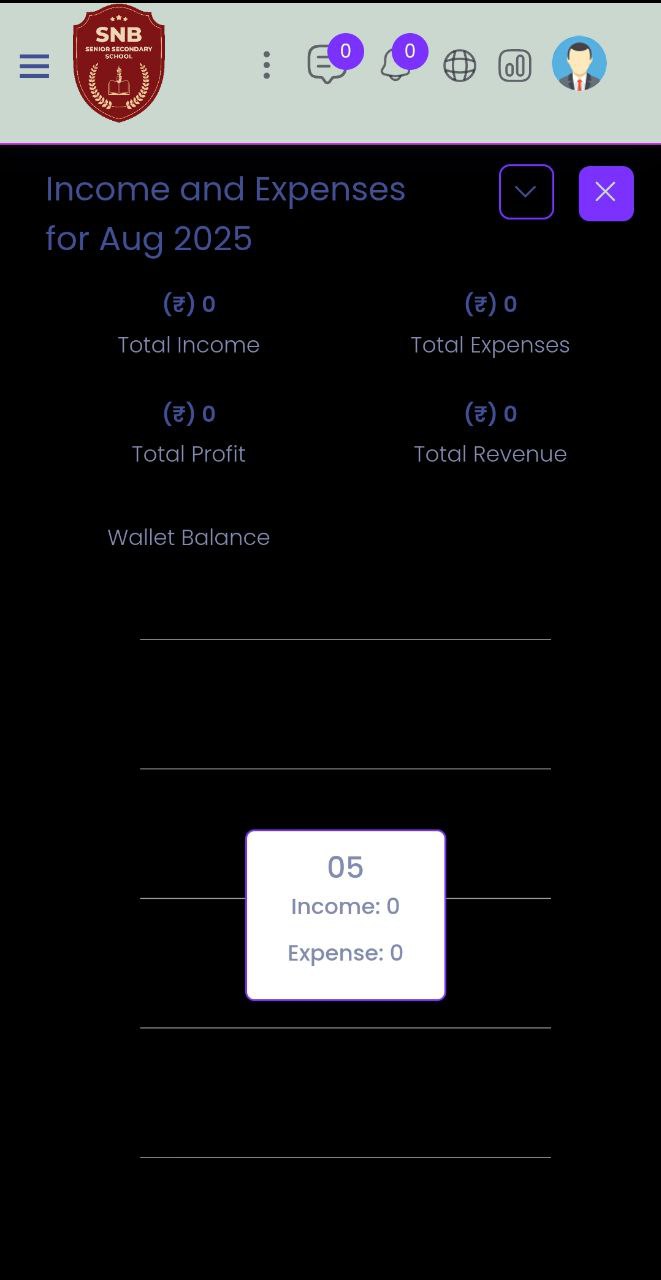 SNB
SENIOR SECONDARY
SCHOOL
0
0
Income and Expenses
for Aug 2025
(₹) 0
(₹) 0
Total Income
Total Expenses
(₹) 0
(₹) 0
Total Profit
Total Revenue
Wallet Balance
05
Income: 0
Expense: 0